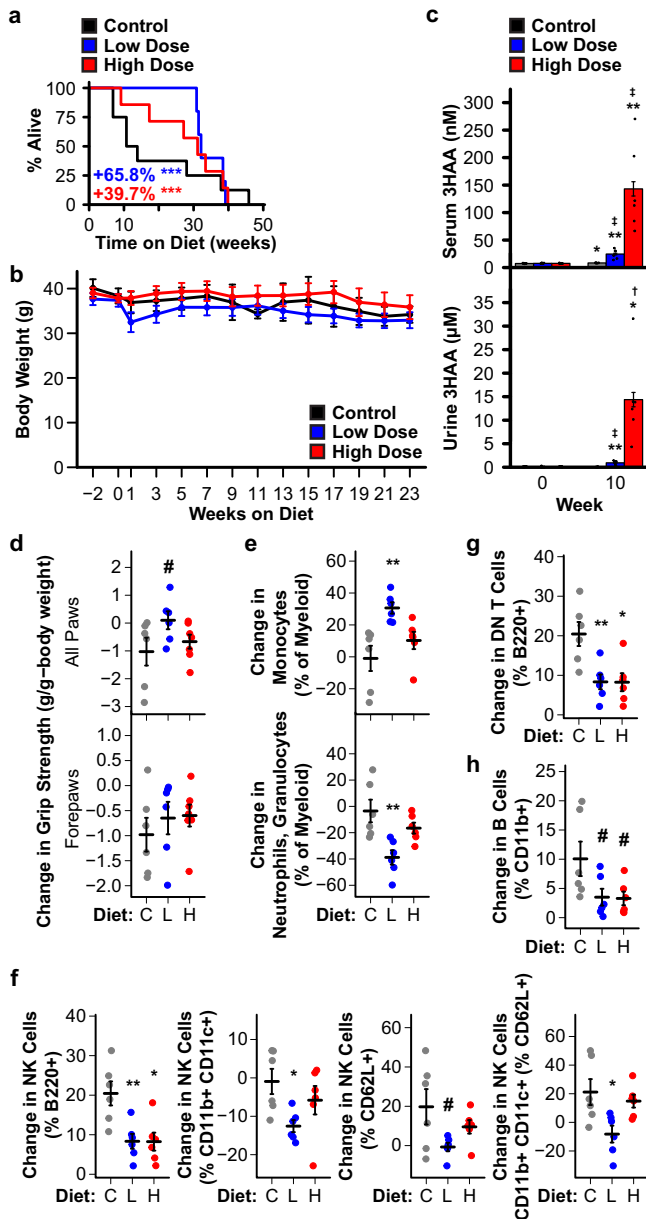 a
Control
Low Dose
High Dose
% Alive
100
75
50
25
0
+65.8% ***
+39.7% ***
0 10 30 50
Time on Diet (weeks)
b
Body Weight (g)
40
30
20
10
0
Control
Low Dose
High Dose
−2 0 1 3 5 7 9 11 13 15 17 19 21 23
Weeks on Diet
c
Control
Low Dose
High Dose
Serum 3HAA (nM)
300
250
200
150
100
50
0
*
‡
**
‡
**
Urine 3HAA (µM)
35
30
25
20
15
10
5
0
‡
**
†
*
0 10
Week
d
Change in Grip Strength (g/g−body weight)
All Paws
2
1
0
−1
−2
−3
#
Forepaws
0.5
0.0
−0.5
−1.0
−1.5
−2.0
Diet: C L H
e
Change in
Monocytes
(% of Myeloid)
60
40
20
0
−20
**
Change in
Neutrophils, Granulocytes
(% of Myeloid)
40
20
0
−20
−40
−60
**
Diet: C L H
g
Change in DN T Cells
(% B220+)
40
30
20
10
0
** *
Diet: C L H
h
Change in B Cells
(% CD11b+)
25
20
15
10
5
0
# #
Diet: C L H
f
Change in NK Cells
(% B220+)
40
30
20
10
0
** *
Diet: C L H
Change in NK Cells
(% CD11b+ CD11c+)
10
0
−10
−20
*
Diet: C L H
Change in NK Cells
(% CD62L+)
60
40
20
0
#
Diet: C L H
Change in NK Cells
CD11b+ CD11c+ (% CD62L+)
60
40
20
0
−20
*
Diet: C L H